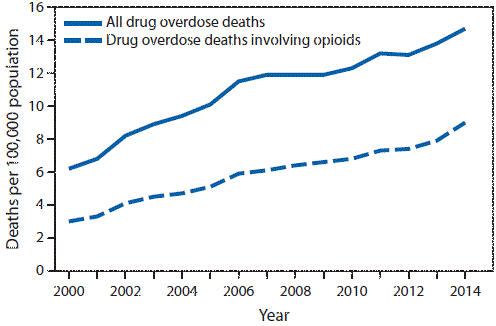 All drug overdose deaths
Drug overdose deaths involving opioids
Deaths per 100,000 population
16
14
12
10
8
6
4
2
0
2000 2002 2004 2006 2008 2010 2012 2014
Year